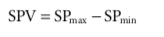 SPV = SPmax − SPmin